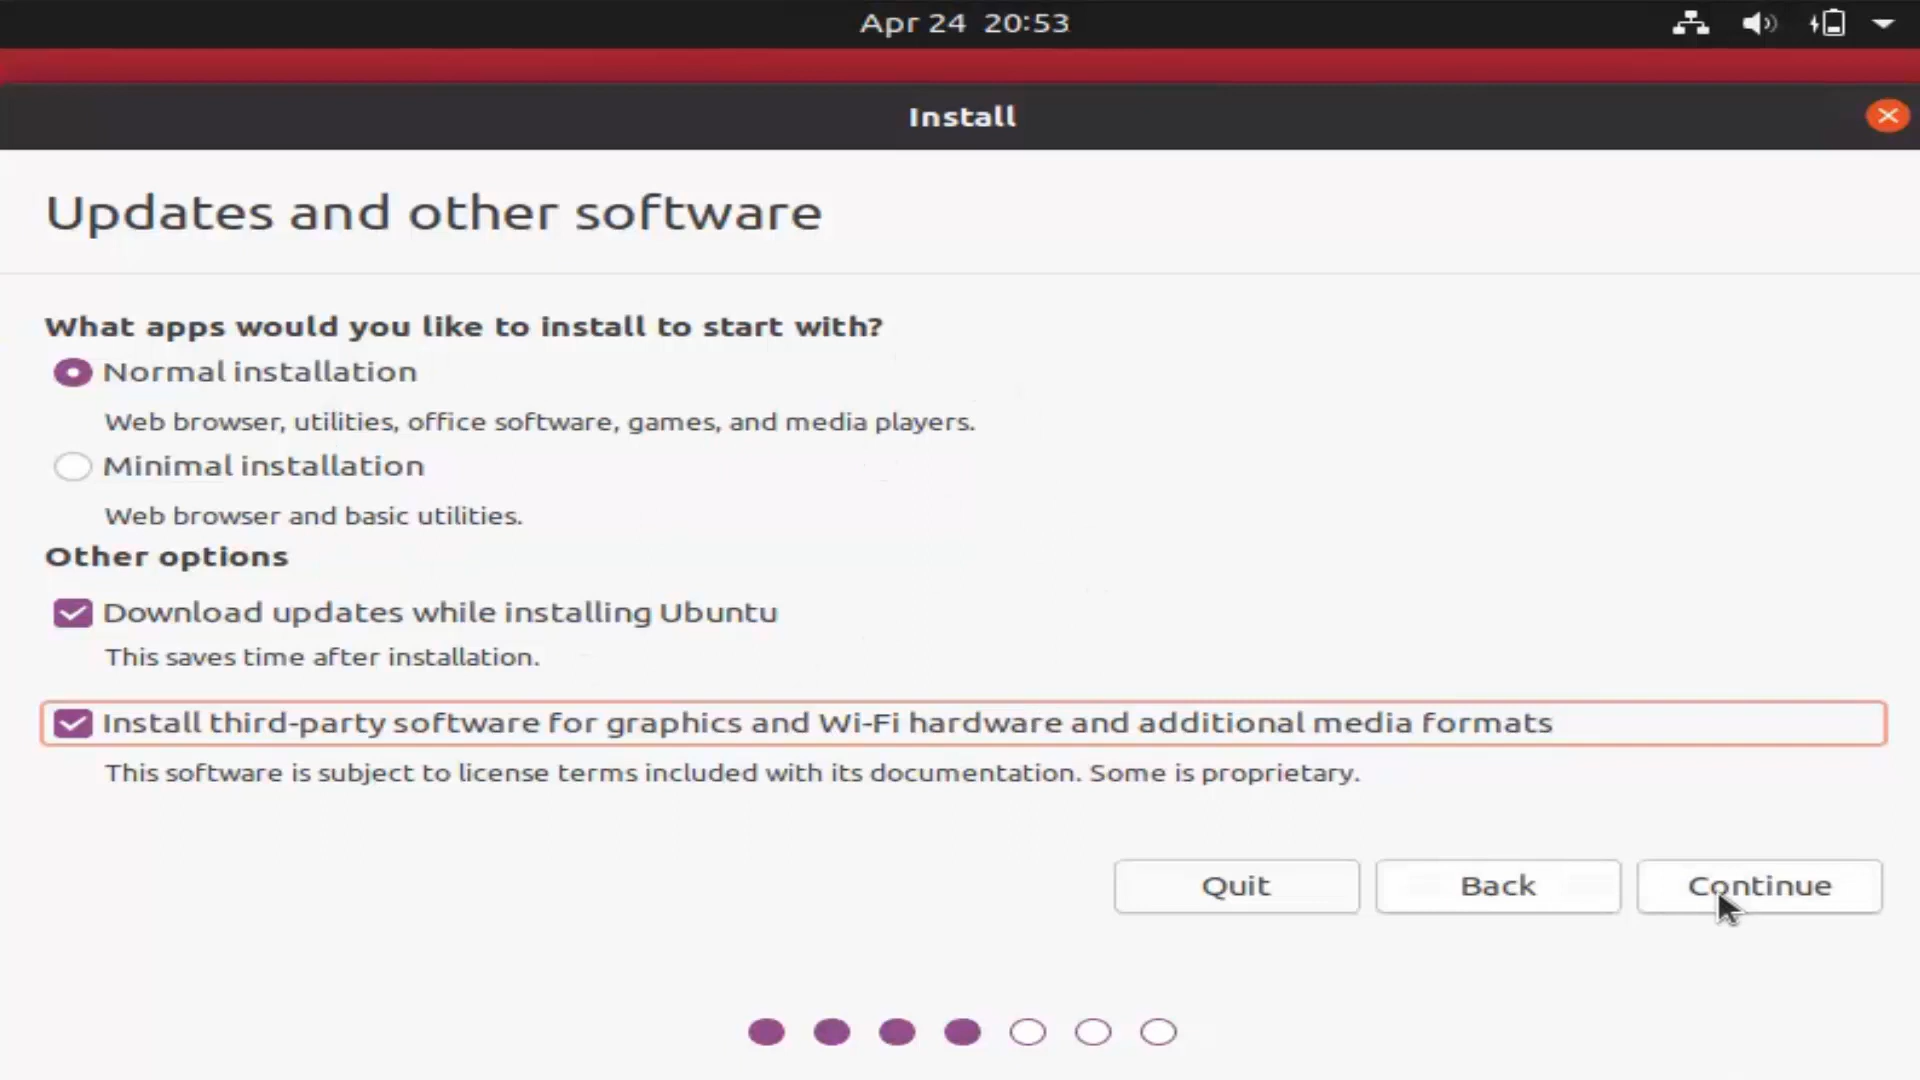 Apr 24 20:53
Install
Updates and other software
What apps would you like to install to start with?
Normal installation
Web browser, utilities, office software, games, and media players.
Minimal installation
Web browser and basic utilities.
Other options
Download updates while installing Ubuntu
This saves time after installation.
Install third-party software for graphics and Wi-Fi hardware and additional media formats
This software is subject to license terms included with its documentation. Some is proprietary.
Quit Back Continue